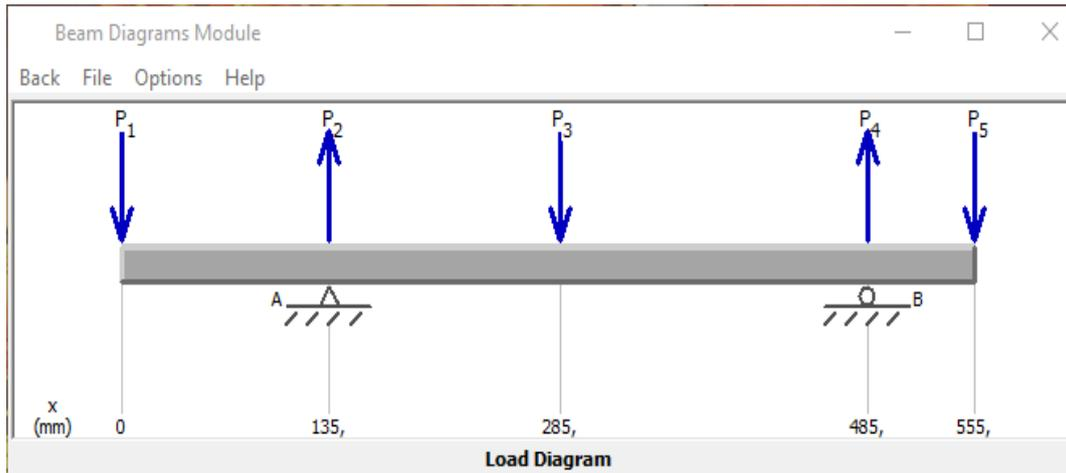 Beam Diagrams Module
Back File Options Help
P1 P2 P3 P4 P5
A B
x
(mm) 0 135, 285, 485, 555,
Load Diagram